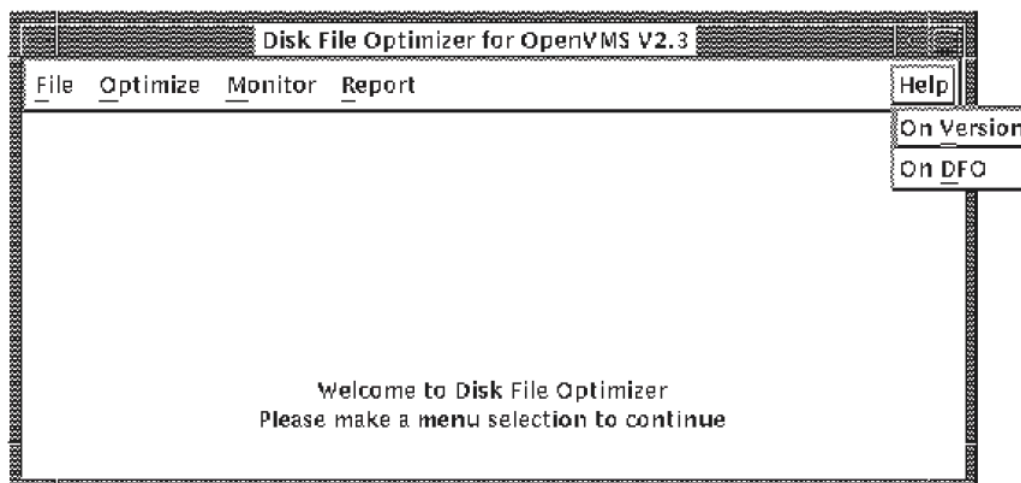 Disk File Optimizer for OpenVMS V2.3
File Optimize Monitor Report Help
On Version
On DFO
Welcome to Disk File Optimizer
Please make a menu selection to continue